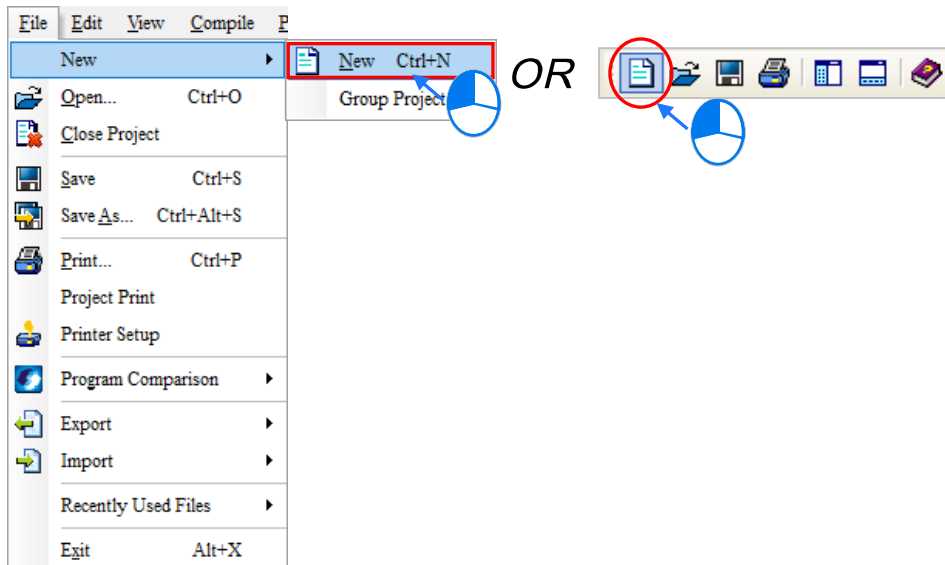 File Edit View Compile P
New
New Ctrl+N
OR
Open... Ctrl+O
Group Project
Close Project
Save Ctrl+S
Save As... Ctrl+Alt+S
Print... Ctrl+P
Project Print
Printer Setup
Program Comparison
Export
Import
Recently Used Files
Exit Alt+X